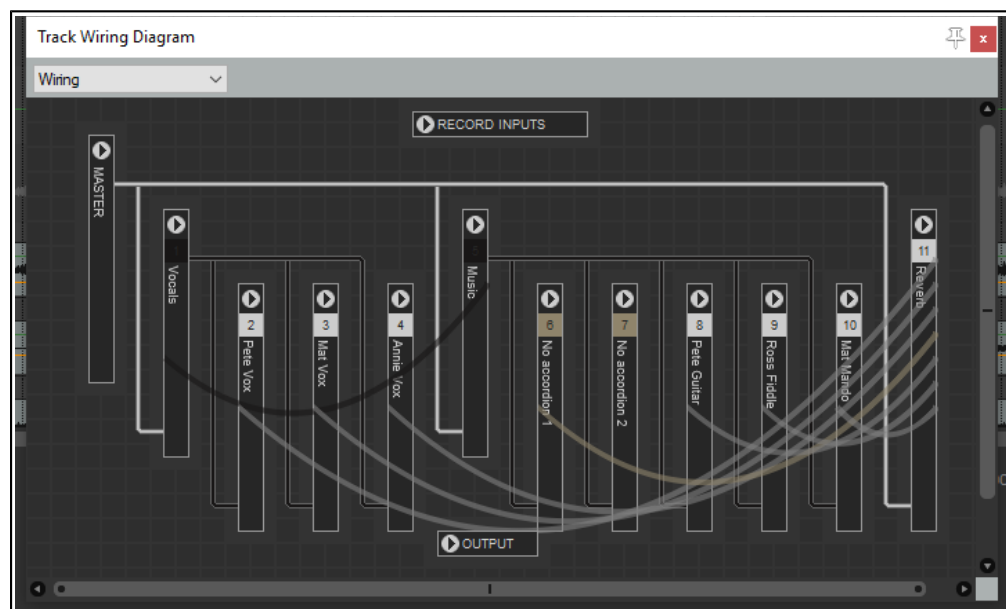 Track Wiring Diagram
x
Wiring
RECORD INPUTS
MASTER
Vocals
2
Pete Vox
3
Mat Vox
4
Annie Vox
Music
6
No accordion 1
7
No accordion 2
8
Pete Guitar
9
Ross Fiddle
10
Mat Mando
11
Reverb
OUTPUT